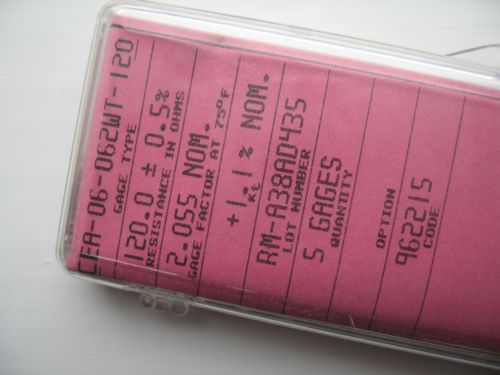 CEA-06-062WT-120
GAGE TYPE
120.0 ± 0.5%
RESISTANCE IN OHMS
2.055 NOM.
GAGE FACTOR AT 75°F
+1.1% NOM.
Kt
RM-A38AD435
LOT NUMBER
5 GAGES
QUANTITY
OPTION
962215
CODE